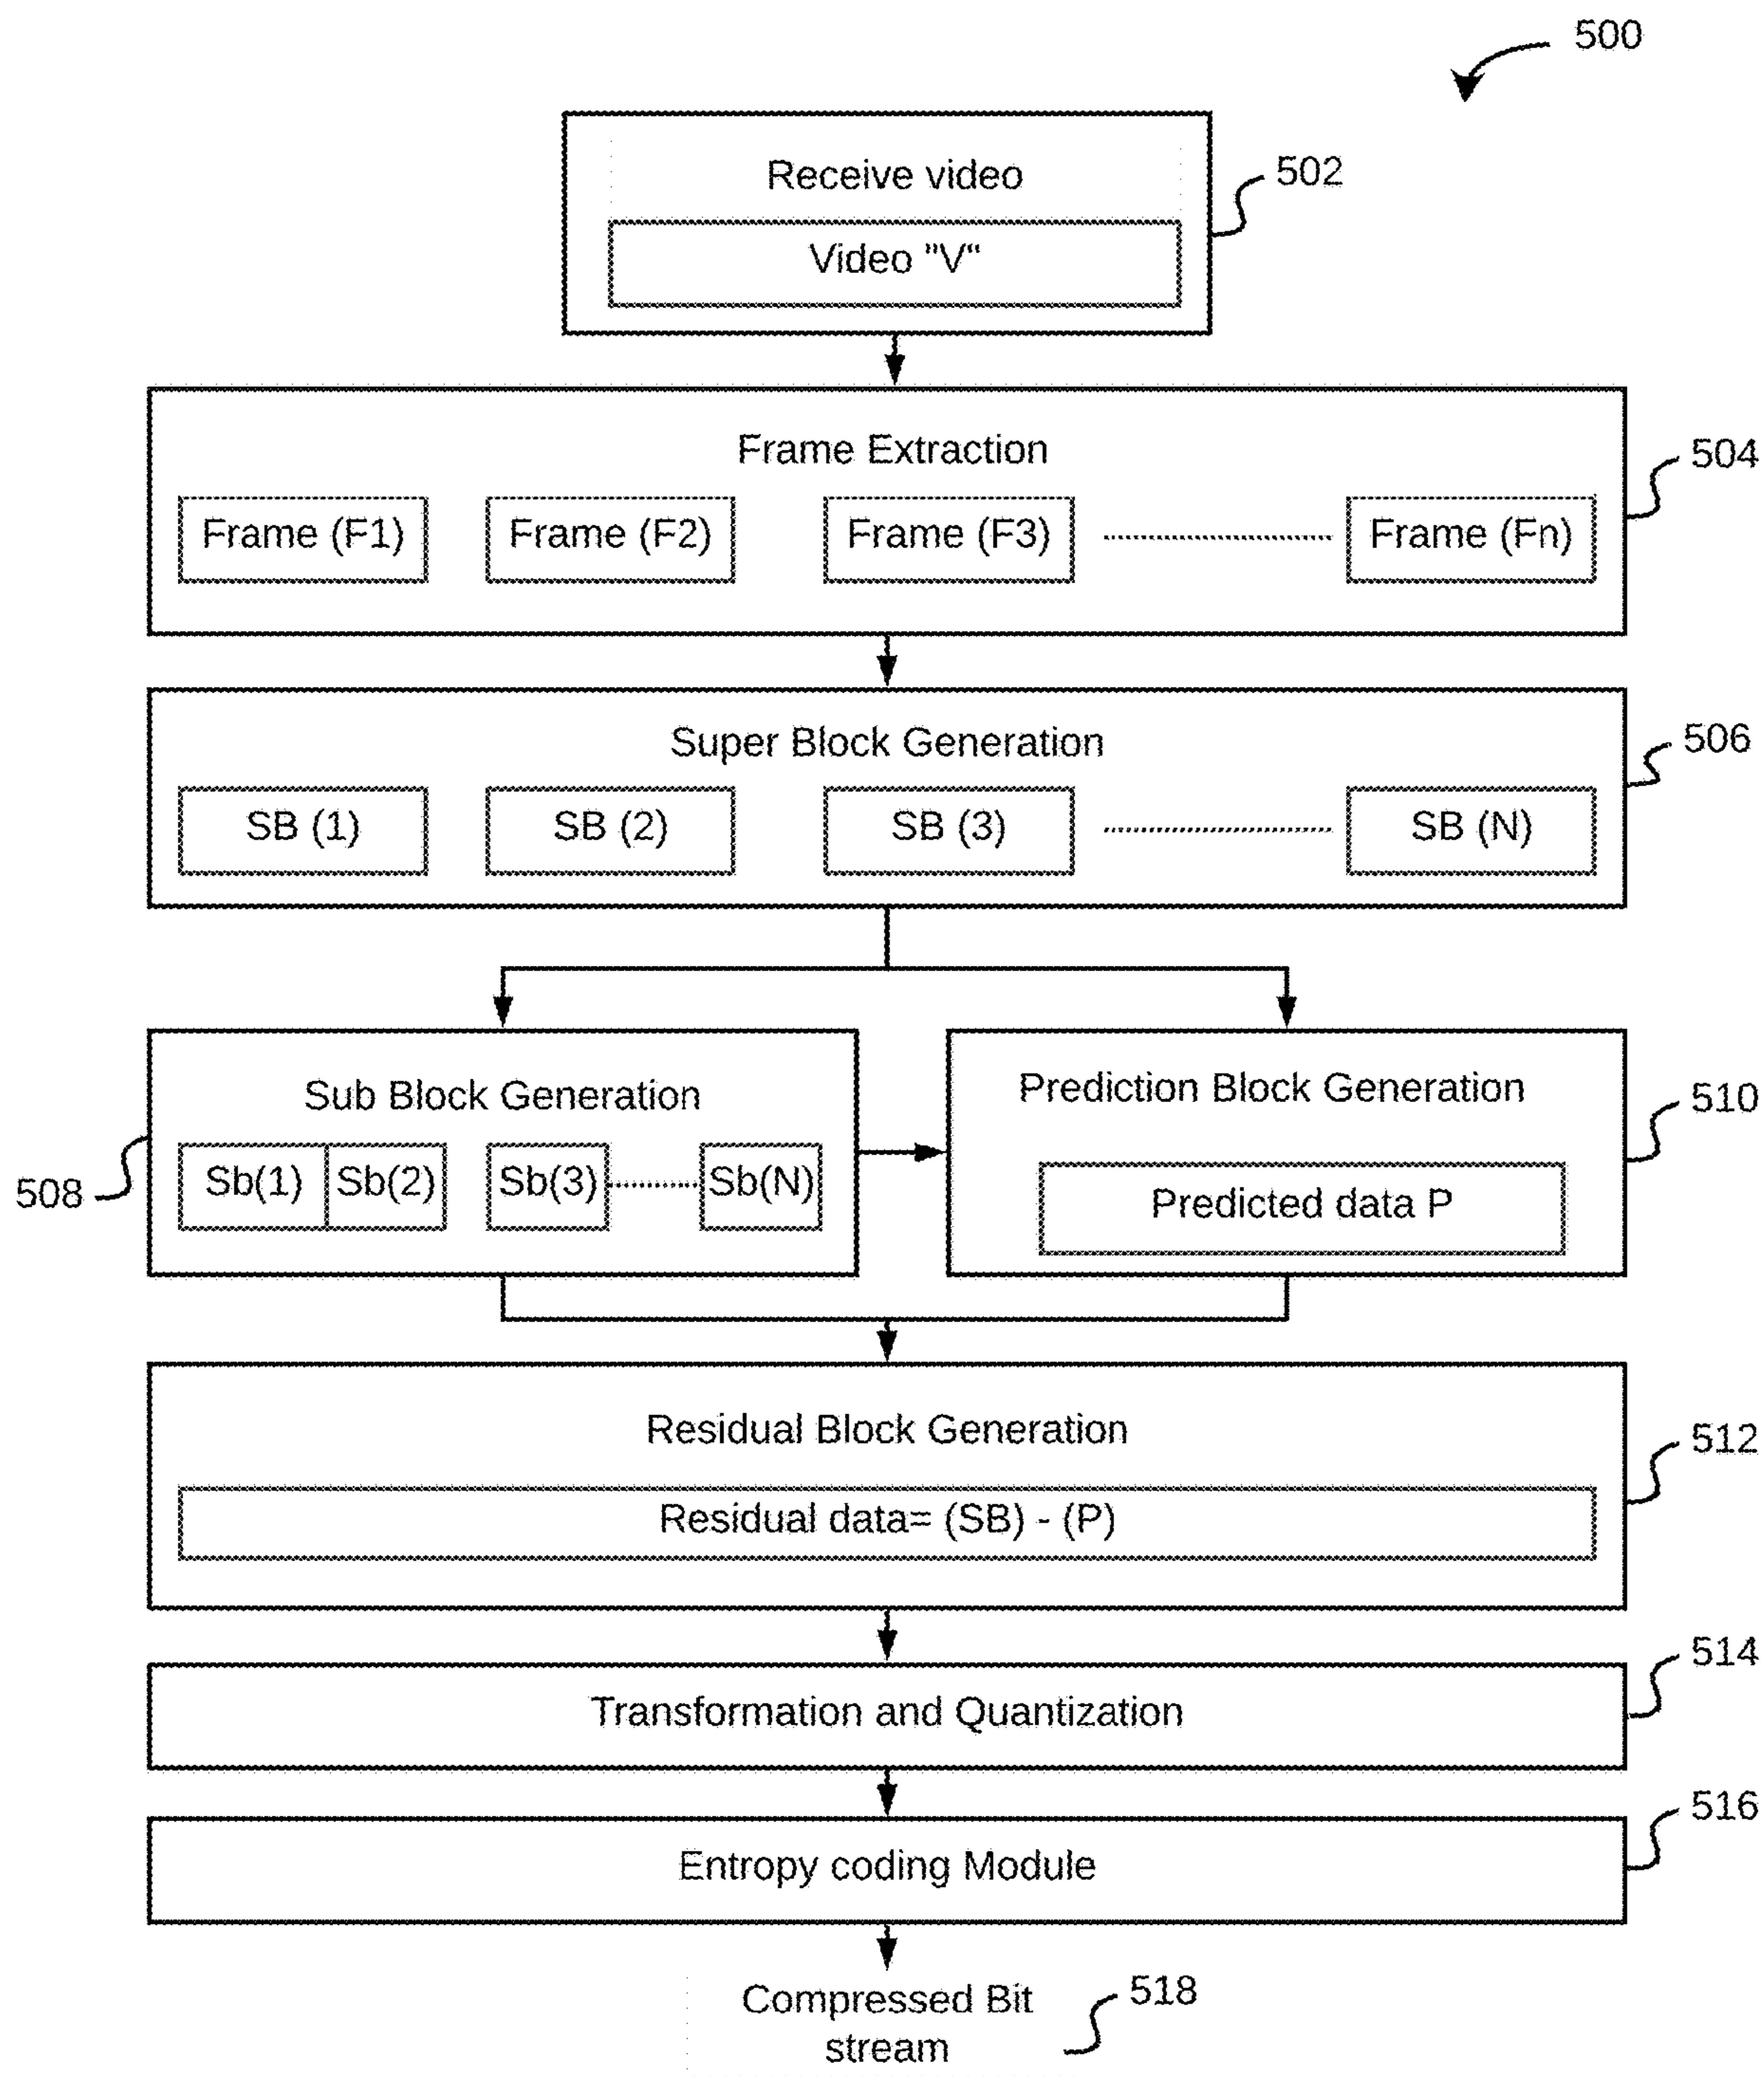 500
Receive video
502
Video "V"
Frame Extraction
504
Frame (F1) Frame (F2) Frame (F3) Frame (Fn)
Super Block Generation
506
SB (1) SB (2) SB (3) SB (N)
Sub Block Generation
Sb(1) Sb(2) Sb(3) Sb(N)
508
Prediction Block Generation
510
Predicted data P
Residual Block Generation
512
Residual data= (SB) - (P)
514
Transformation and Quantization
516
Entropy coding Module
Compressed Bit
stream
518